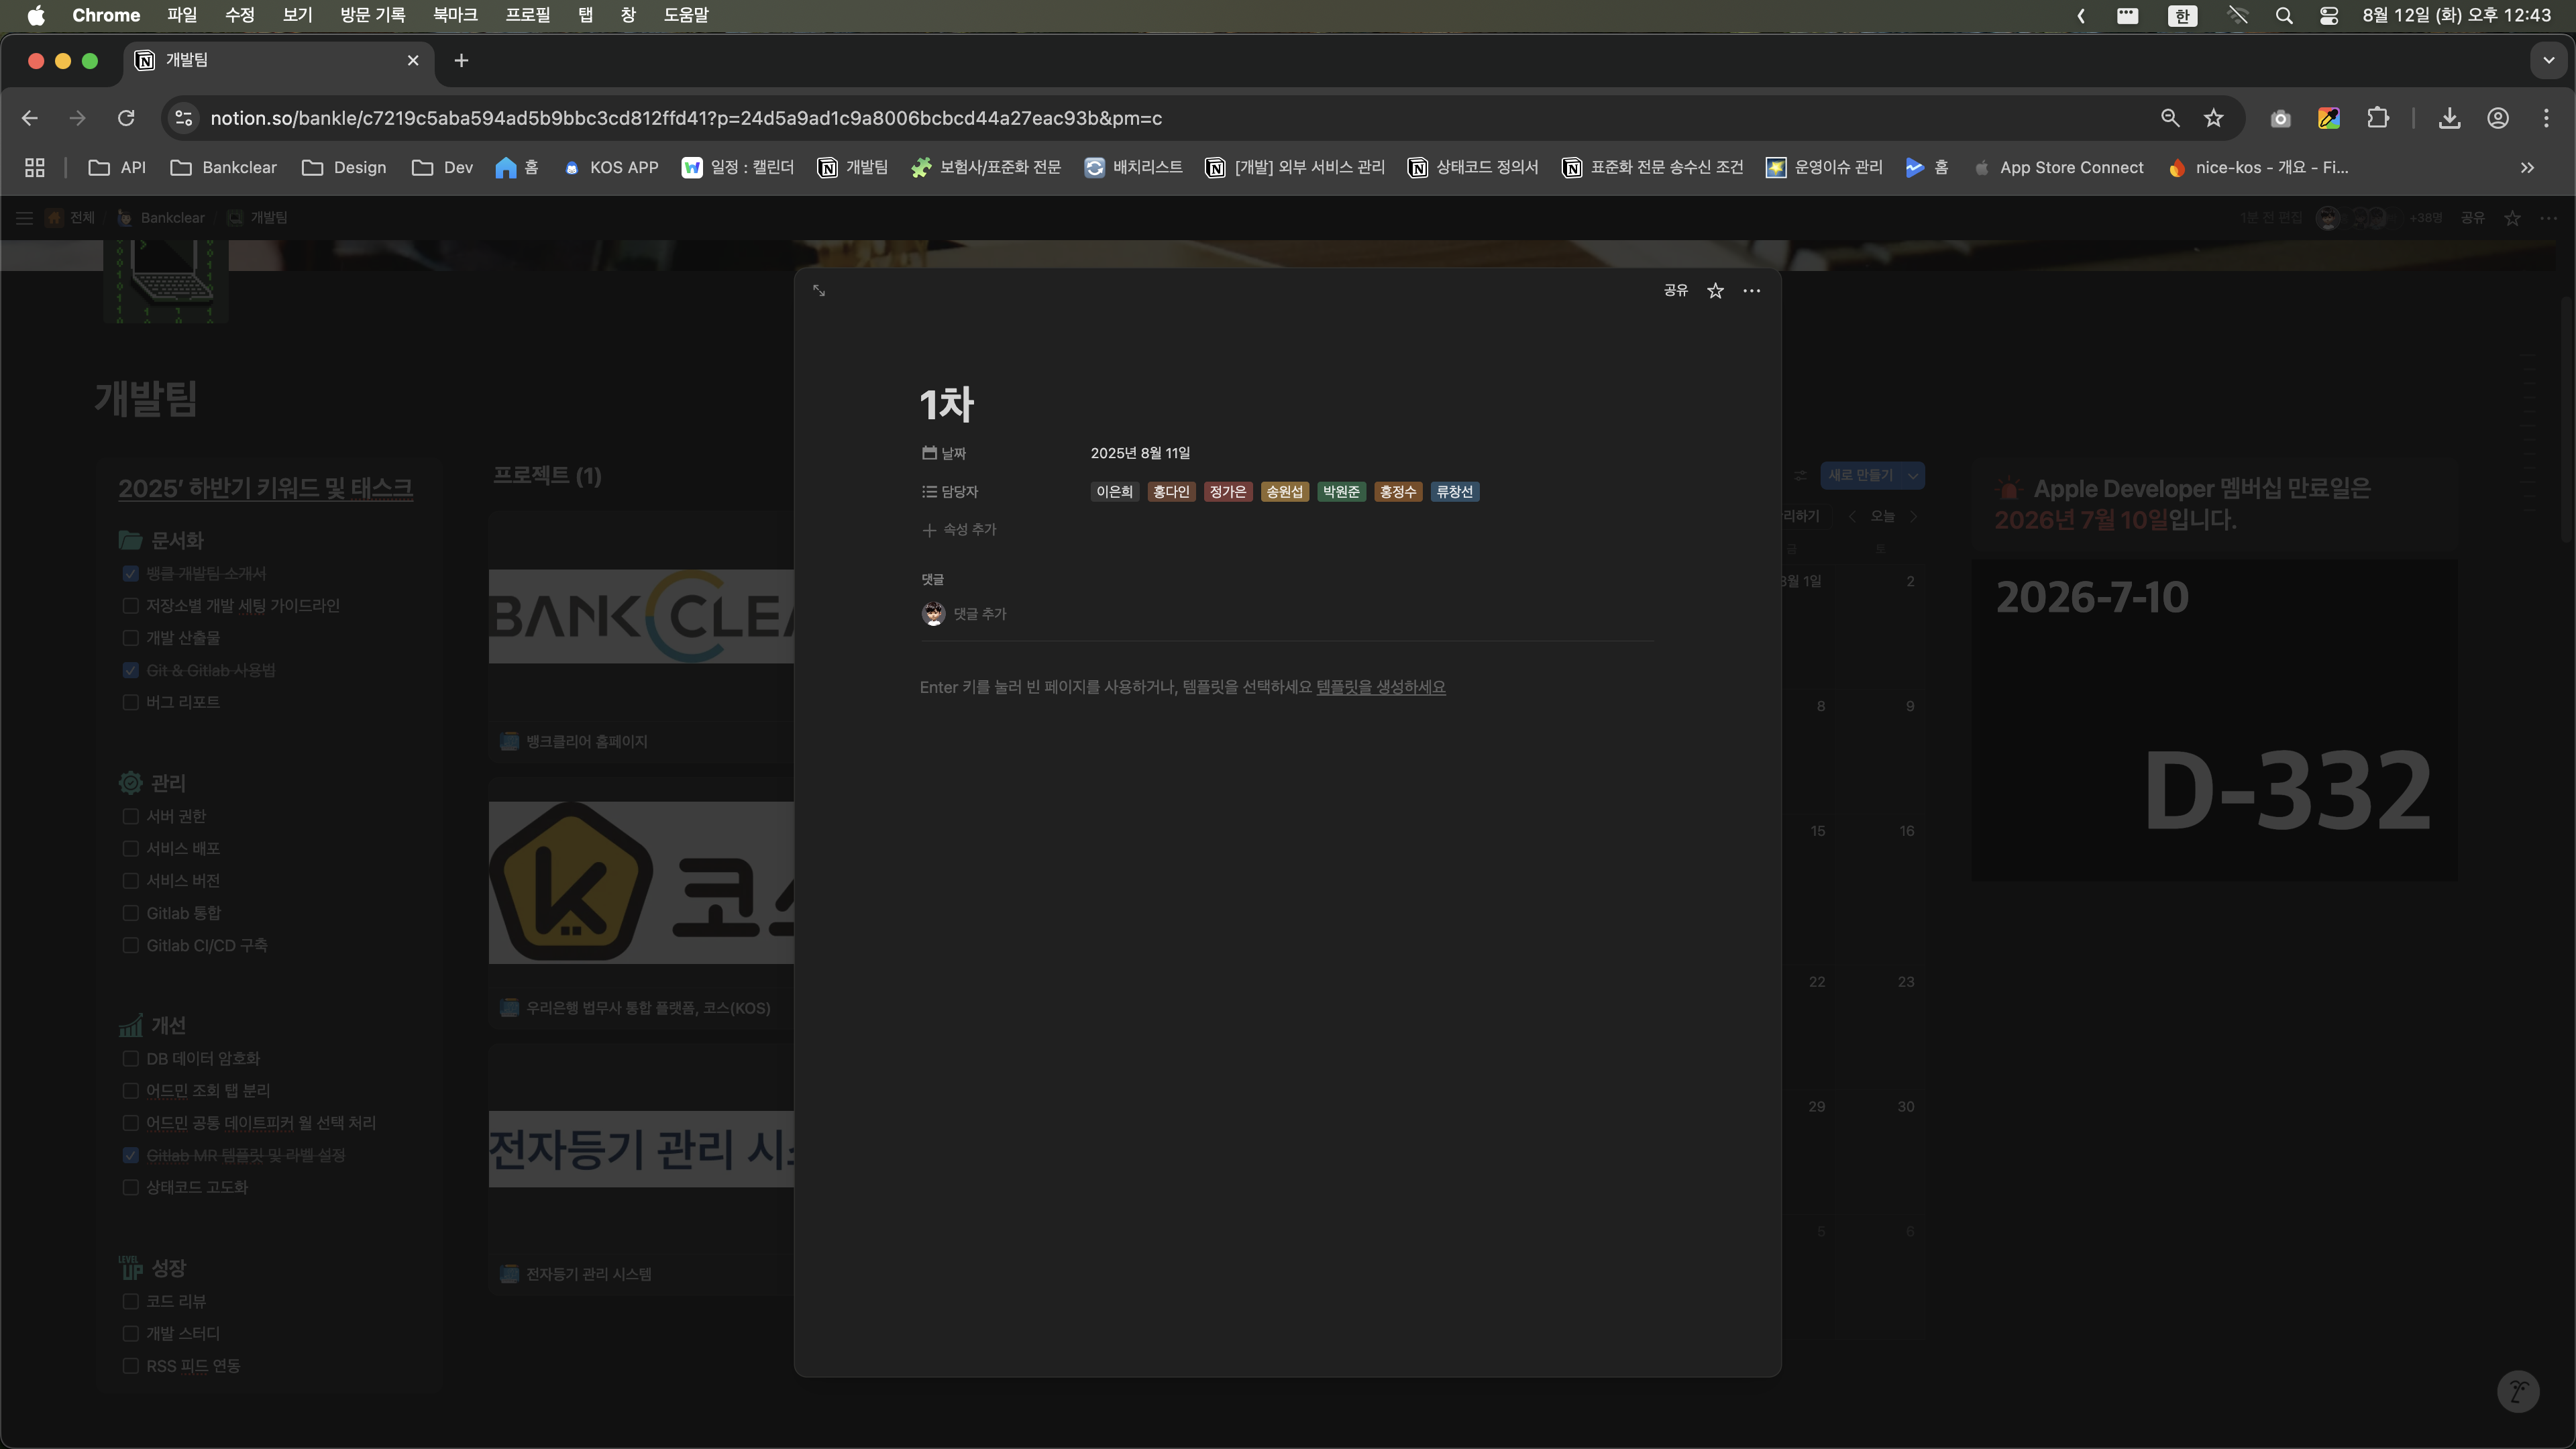 Chrome 파일 수정 보기 방문 기록 북마크 프로필 탭 창 도움말 한 8월 12일 (화) 오후 12:43
개발팀
notion.so/bankle/c7219c5aba594ad5b9bbc3cd812ffd41?p=24d5a9ad1c9a8006bcbcd44a27eac93b&pm=c
API Bankclear Design Dev 홈 KOS APP 일정 : 캘린더 개발팀 보험사/표준화 전문 배치리스트 [개발] 외부 서비스 관리 상태코드 정의서 표준화 전문 송수신 조건 운영이슈 관리 홈 App Store Connect nice-kos - 개요 - Fi...
전체 / Bankclear / 개발팀 1분 전 편집 +38명 공유
개발팀
2025' 하반기 키워드 및 태스크
문서화
뱅클 개발팀 소개서
저장소별 개발 세팅 가이드라인
개발 산출물
Git & Gitlab 사용법
버그 리포트
관리
서버 권한
서비스 배포
서비스 버전
Gitlab 통합
Gitlab CI/CD 구축
개선
DB 데이터 암호화
어드민 조회 탭 분리
어드민 공통 데이트피커 월 선택 처리
Gitlab MR 템플릿 및 라벨 설정
상태코드 고도화
LEVEL UP 성장
코드 리뷰
개발 스터디
RSS 피드 연동
프로젝트 (1)
BANKCLEA
뱅크클리어 홈페이지
코스
우리은행 법무사 통합 플랫폼, 코스(KOS)
전자등기 관리 시스
전자등기 관리 시스템
공유
1차
날짜 2025년 8월 11일
담당자 이은희 홍다인 정가은 송원섭 박원준 홍정수 류창선
속성 추가
댓글
댓글 추가
Enter 키를 눌러 빈 페이지를 사용하거나, 템플릿을 선택하세요 템플릿을 생성하세요
새로 만들기
리하기 오늘
금 토
8월 1일 2
8 9
15 16
22 23
29 30
5 6
Apple Developer 멤버십 만료일은
2026년 7월 10일입니다.
2026-7-10
D-332